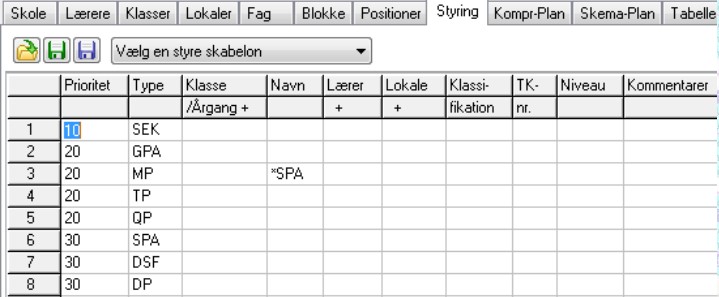 Skole Lærere Klasser Lokaler Fag Blokke Positioner Styring Kompr-Plan Skema-Plan Tabelle
Vælg en styre skabelon
Prioritet Type Klasse Navn Lærer Lokale Klassi- TK- Niveau Kommentarer
/Årgang + + + fikation nr.
1 10 SEK
2 20 GPA
3 20 MP *SPA
4 20 TP
5 20 QP
6 30 SPA
7 30 DSF
8 30 DP